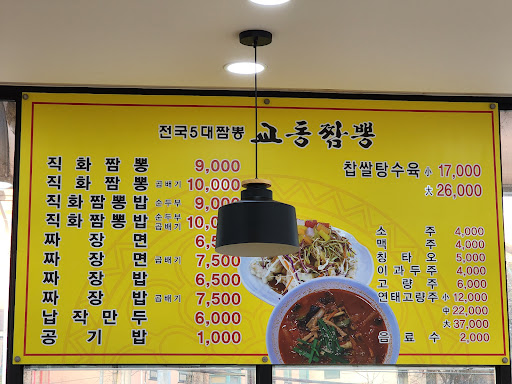 전국5대짬뽕 교동짬뽕
직화짬뽕 9,000
직화짬뽕 곱배기 10,000
직화짬뽕밥 순두부 9,000
직화짬뽕밥 순두부 곱배기
짜장면
짜장면 곱배기 7,500
짜장밥 6,500
짜장밥 곱배기 7,500
납작만두 6,000
공기밥 1,000
찹쌀탕수육 小 17,000
大 26,000
소주 4,000
맥주 4,000
칭타오 5,000
이과두주 4,000
고량주 6,000
연태고량주 小 12,000
中 22,000
大 37,000
음료수 2,000